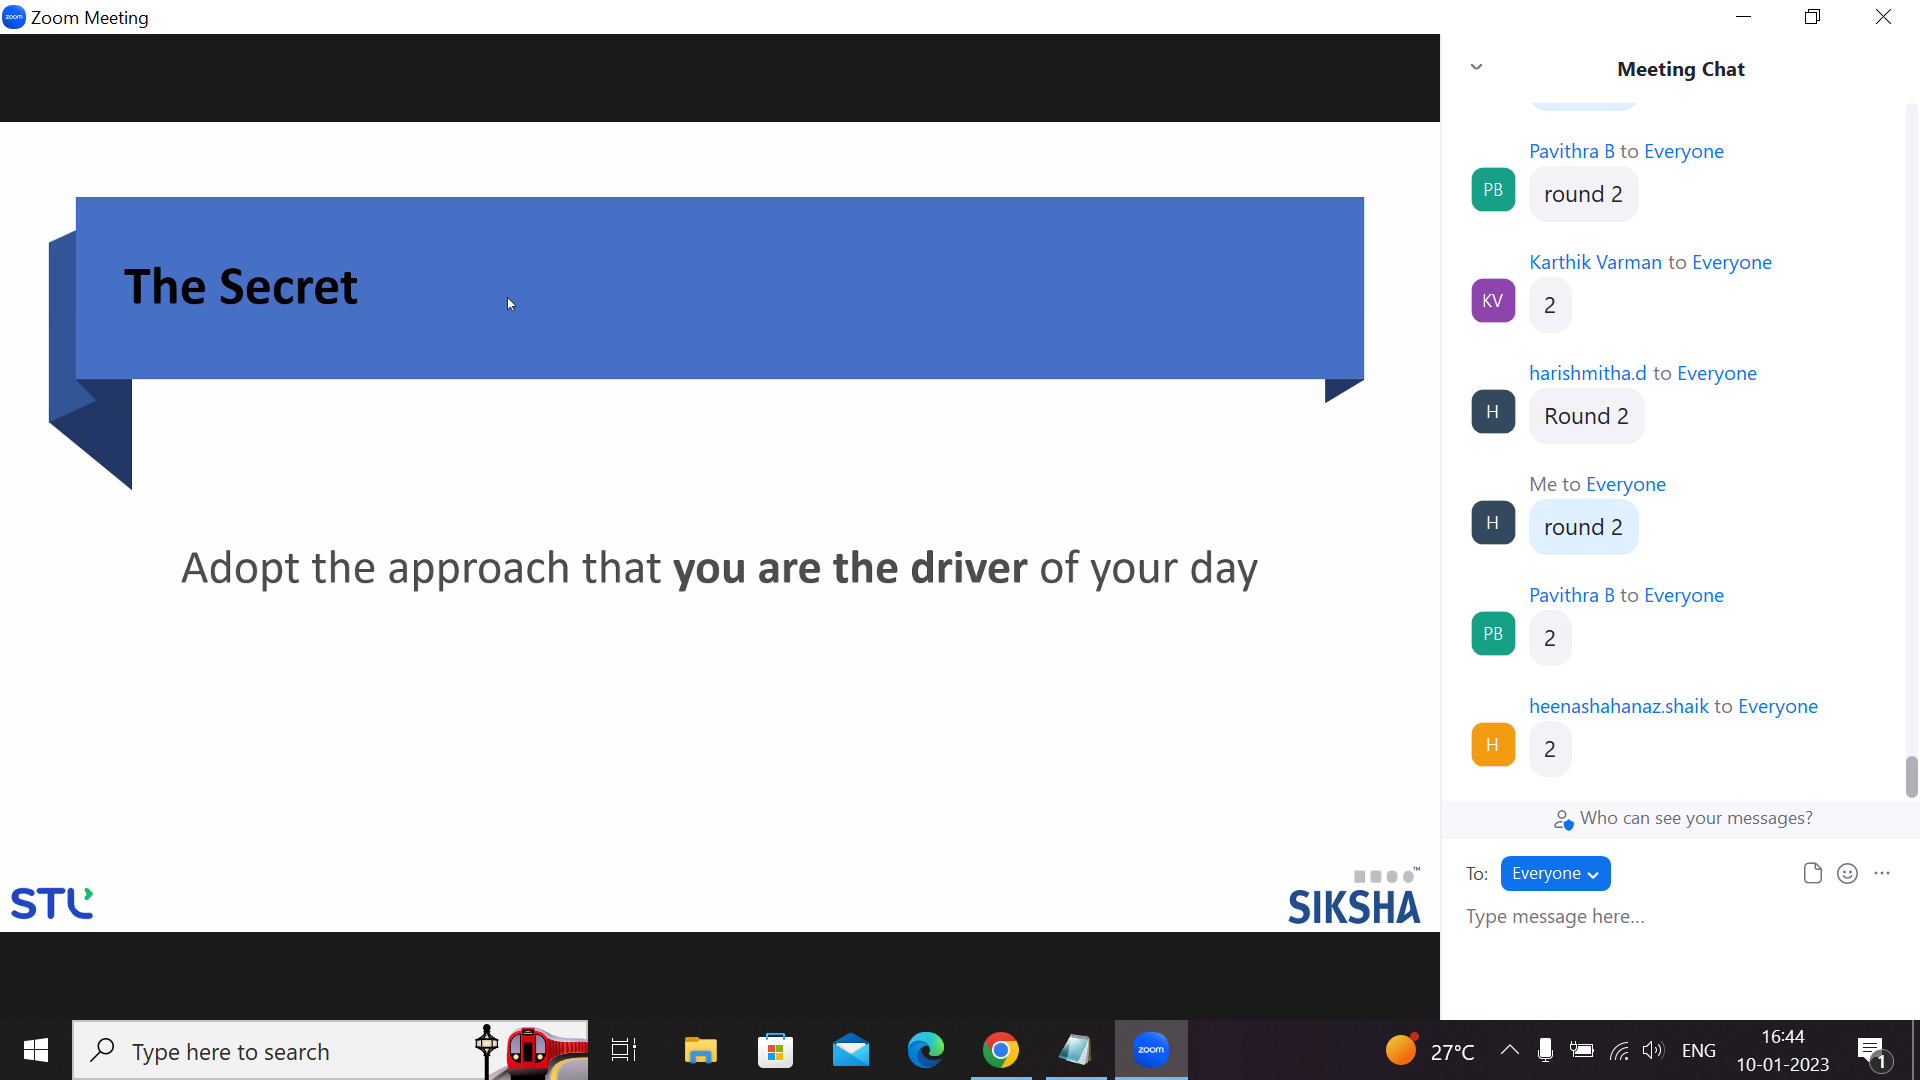 zoom Zoom Meeting
The Secret
Adopt the approach that you are the driver of your day
STL
SIKSHA™
Meeting Chat
Pavithra B to Everyone
PB
round 2
Karthik Varman to Everyone
KV
2
harishmitha.d to Everyone
H
Round 2
Me to Everyone
H
round 2
Pavithra B to Everyone
PB
2
heenashahanaz.shaik to Everyone
H
2
Who can see your messages?
To: Everyone
Type message here...
Type here to search
zoom
27°C
ENG
16:44
10-01-2023
1